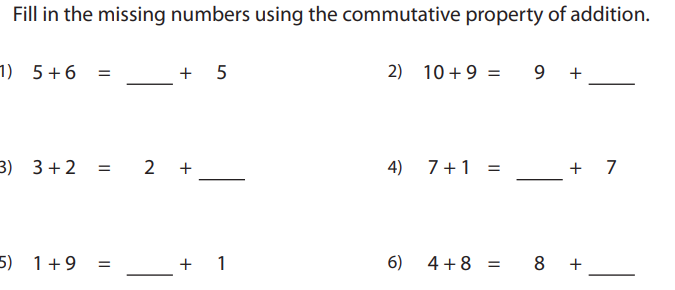 Fill in the missing numbers using the commutative property of addition.
1) 5 + 6 = ____ + 5 2) 10 + 9 = 9 + ____
3) 3 + 2 = 2 + ____ 4) 7 + 1 = ____ + 7
5) 1 + 9 = ____ + 1 6) 4 + 8 = 8 + ____